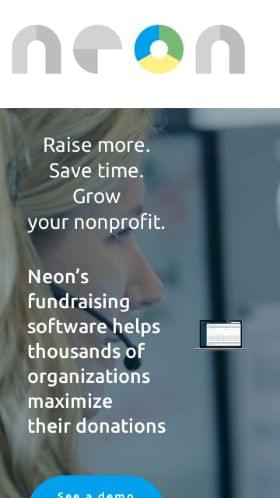 neon
Raise more.
Save time.
Grow
your nonprofit.
Neon's
fundraising
software helps
thousands of
organizations
maximize
their donations
See a demo